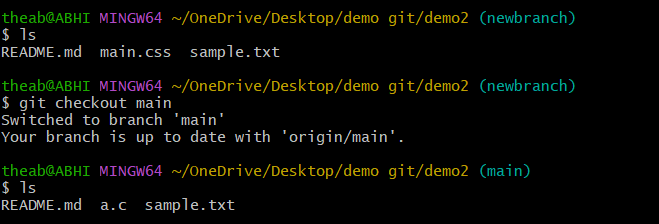 theab@ABHI MINGW64 ~/OneDrive/Desktop/demo git/demo2 (newbranch)
$ ls
README.md  main.css  sample.txt
theab@ABHI MINGW64 ~/OneDrive/Desktop/demo git/demo2 (newbranch)
$ git checkout main
Switched to branch 'main'
Your branch is up to date with 'origin/main'.
theab@ABHI MINGW64 ~/OneDrive/Desktop/demo git/demo2 (main)
$ ls
README.md  a.c  sample.txt